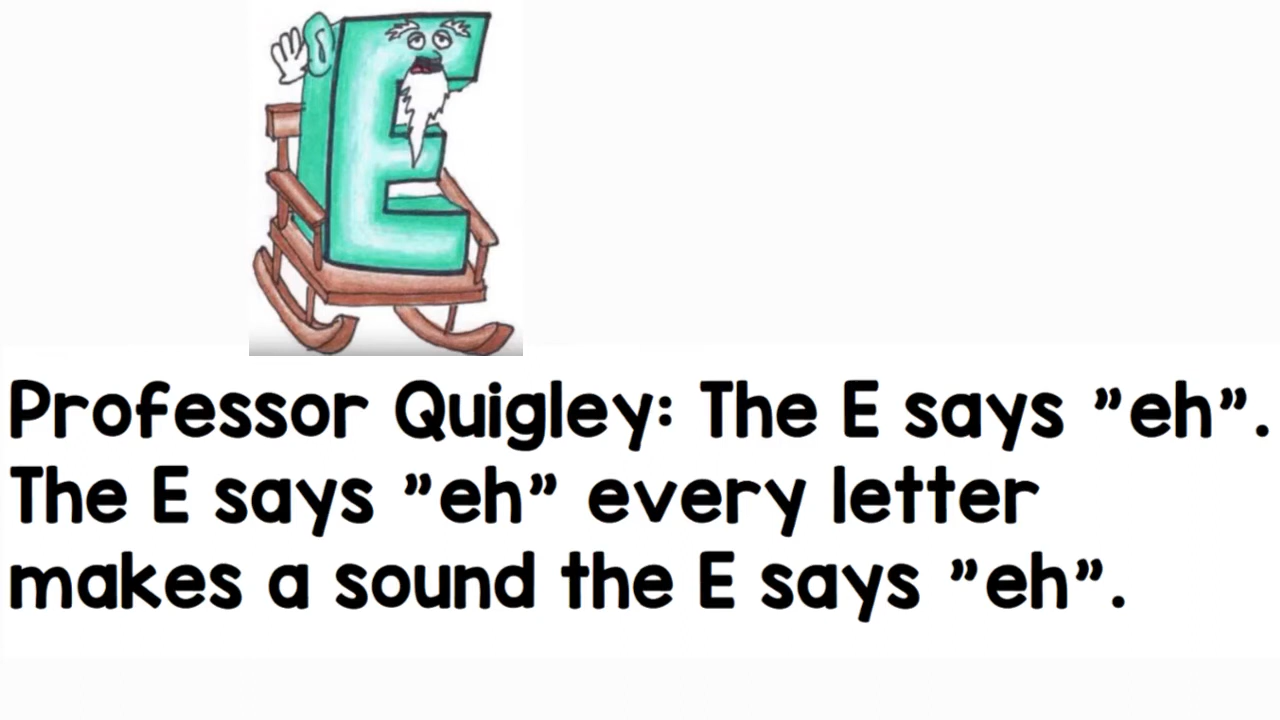 Professor Quigley: The E says ”eh”.
The E says ”eh” every letter
makes a sound the E says ”eh”.